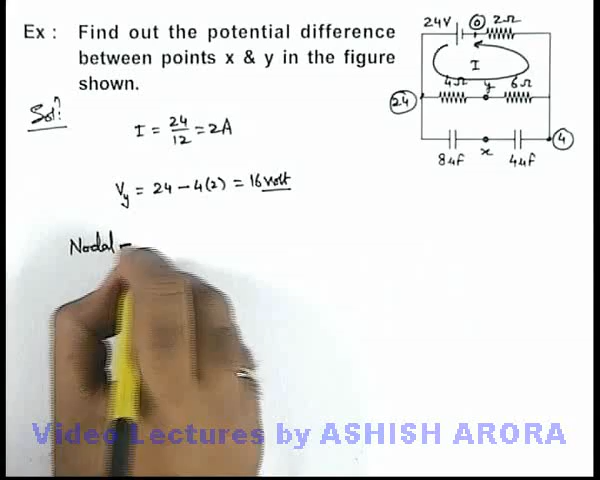 Ex : Find out the potential difference
between points x & y in the figure
shown.
24V 0 2Ω
I
4Ω y 6Ω
24
4
8μf x 4μf
Solⁿ
I = 24/12 = 2A
Vy = 24 - 4(2) = 16 volt
Nodal -
Video Lectures by ASHISH ARORA